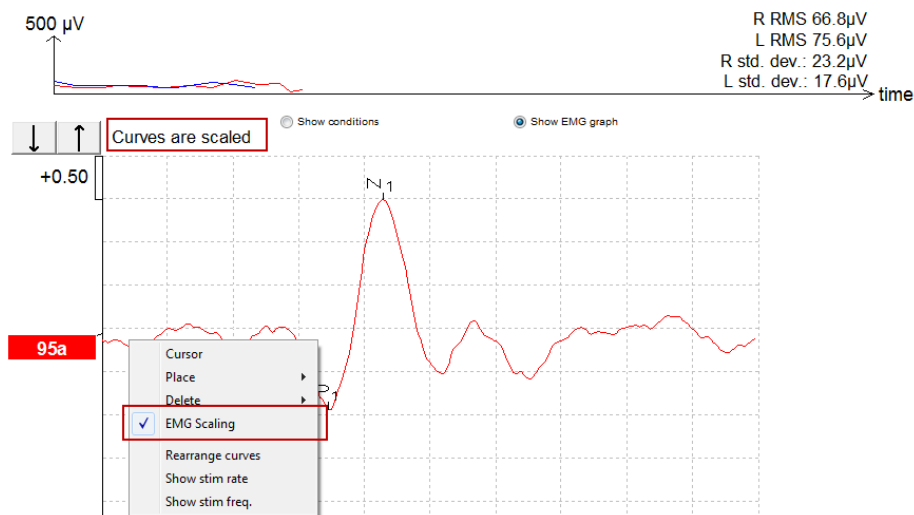 500 µV
R RMS 66.8µV
L RMS 75.6µV
R std. dev.: 23.2µV
L std. dev.: 17.6µV
time
↓ ↑ Curves are scaled
Show conditions
Show EMG graph
+0.50
N1
95a
Cursor
Place
Delete
P1
EMG Scaling
Rearrange curves
Show stim rate
Show stim freq.